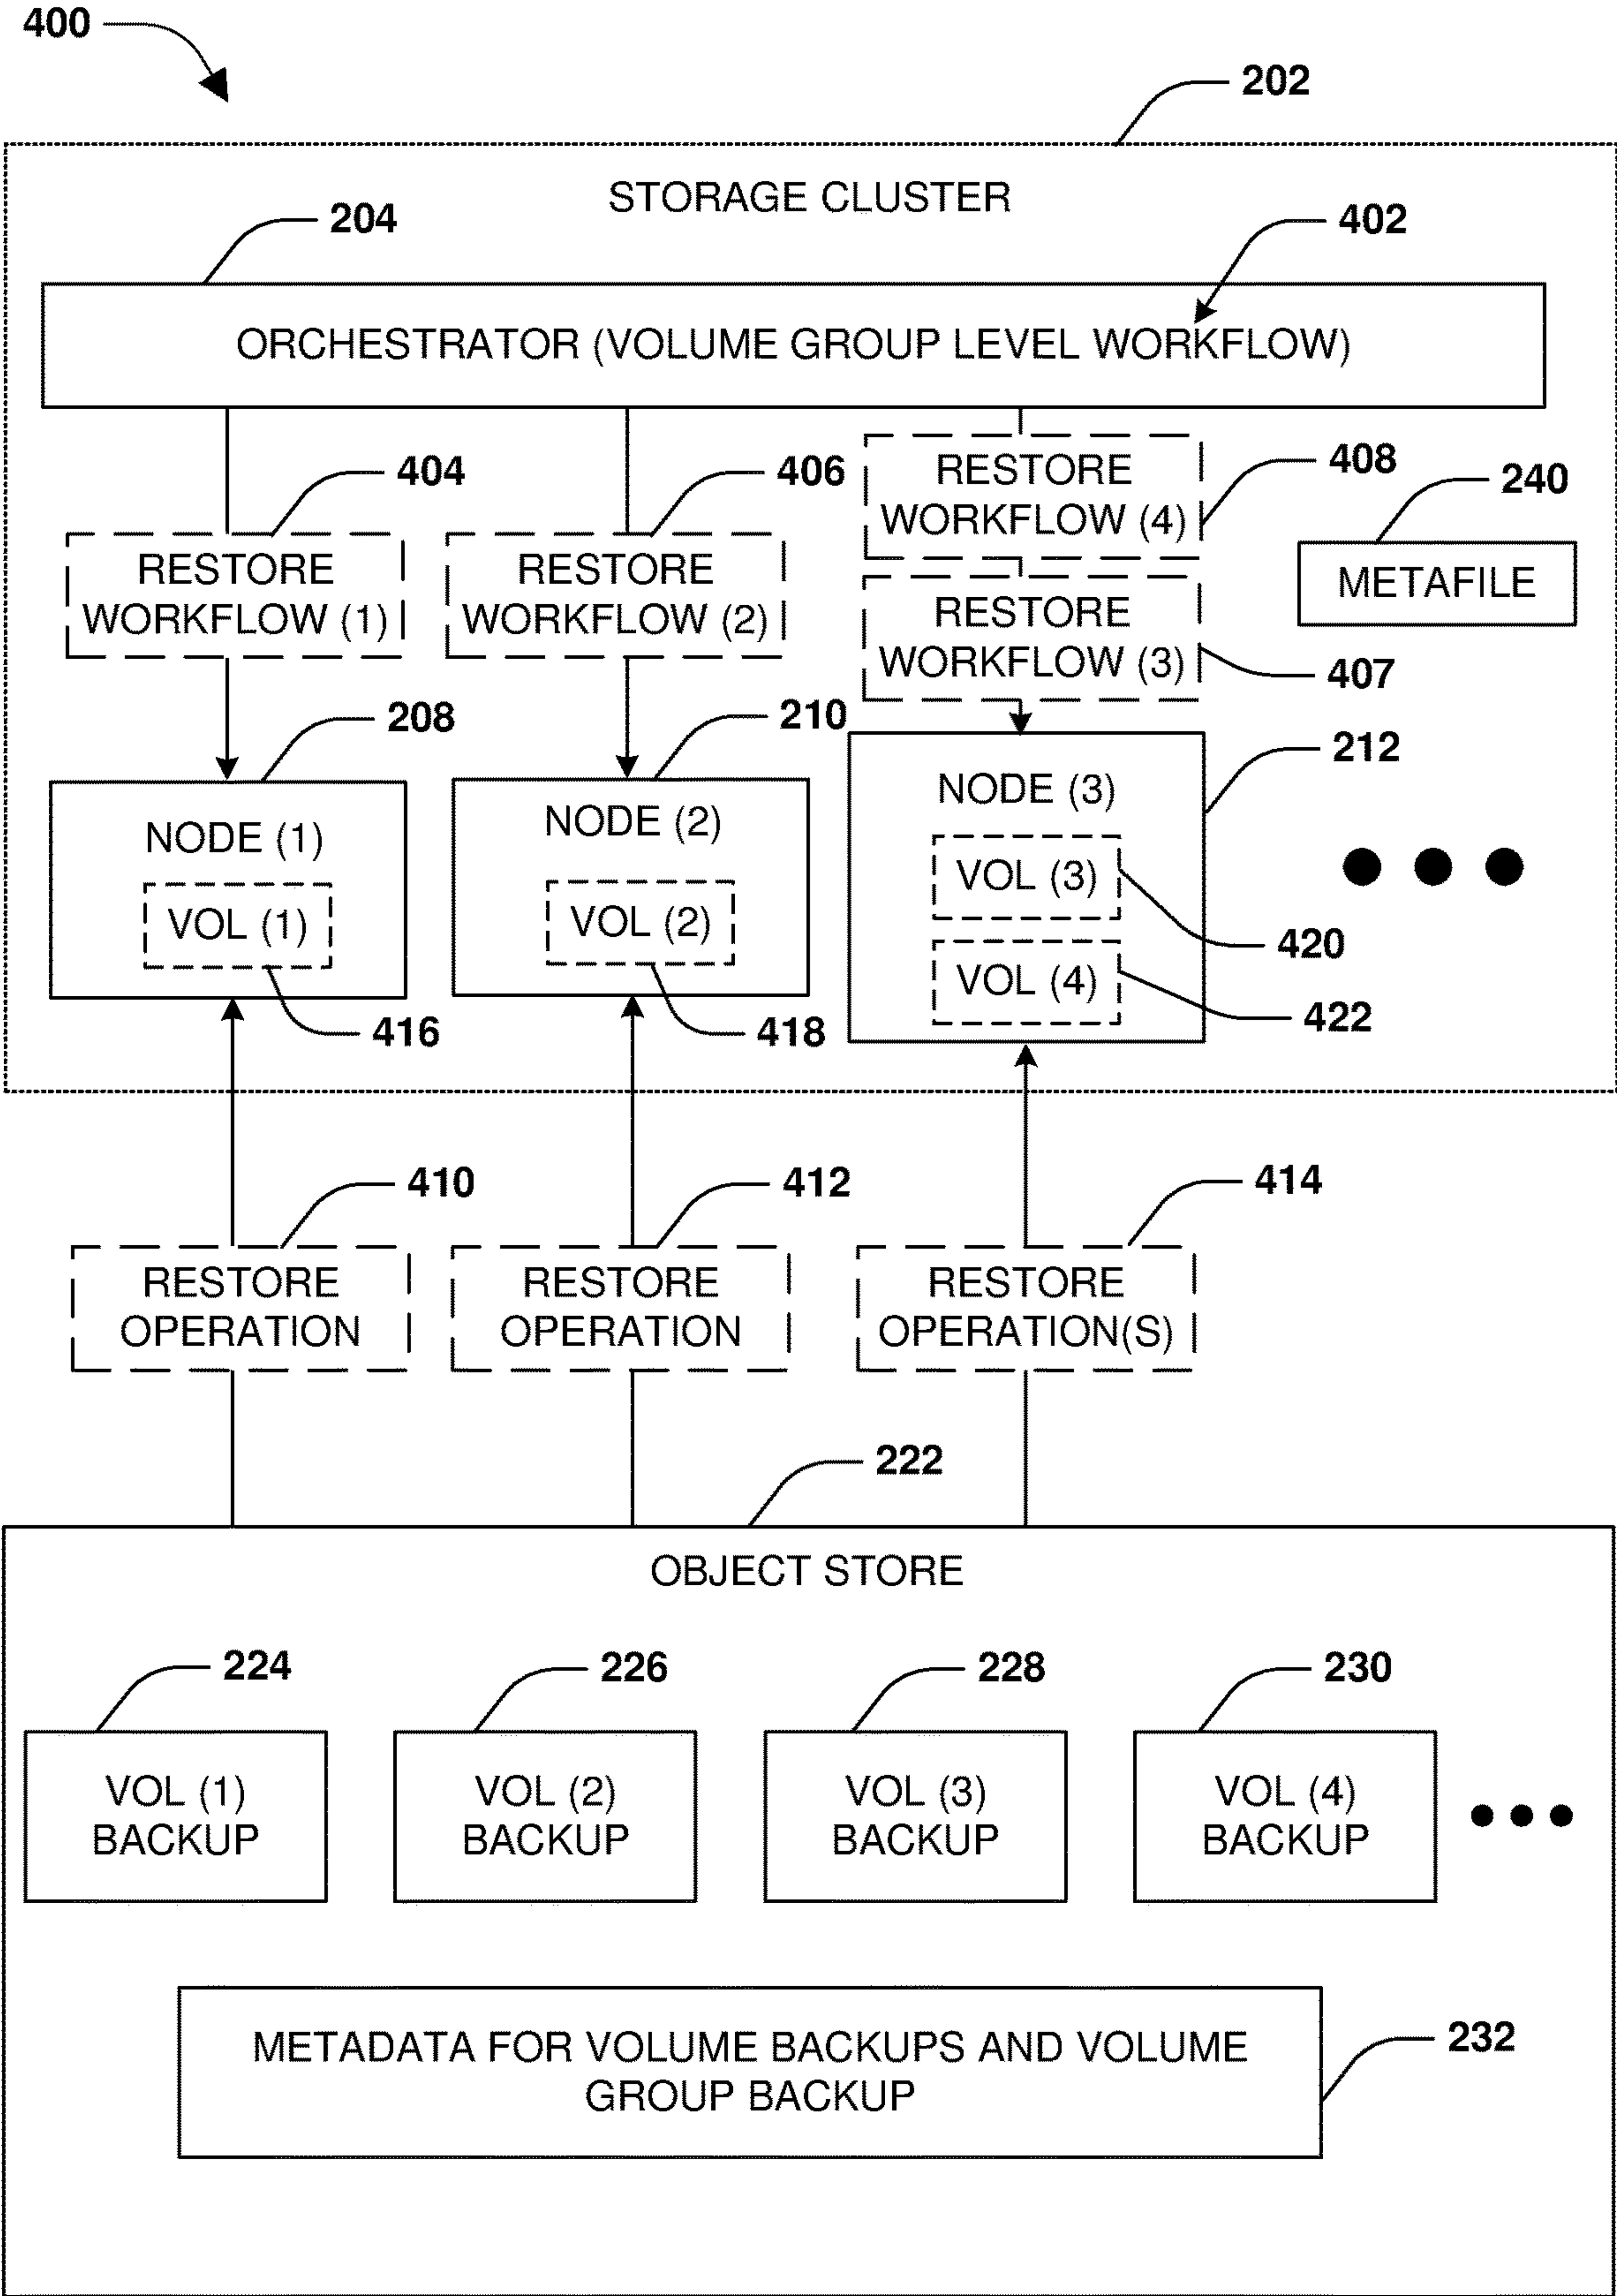 400
202
STORAGE CLUSTER
204
402
ORCHESTRATOR (VOLUME GROUP LEVEL WORKFLOW)
404
406
RESTORE
WORKFLOW (4)
408
240
RESTORE
WORKFLOW (1)
RESTORE
WORKFLOW (2)
METAFILE
RESTORE
WORKFLOW (3)
407
208
210
212
NODE (1)
VOL (1)
NODE (2)
VOL (2)
NODE (3)
VOL (3)
VOL (4)
420
422
416
418
410
412
414
RESTORE
OPERATION
RESTORE
OPERATION
RESTORE
OPERATION(S)
222
OBJECT STORE
224
226
228
230
VOL (1)
BACKUP
VOL (2)
BACKUP
VOL (3)
BACKUP
VOL (4)
BACKUP
METADATA FOR VOLUME BACKUPS AND VOLUME
GROUP BACKUP
232